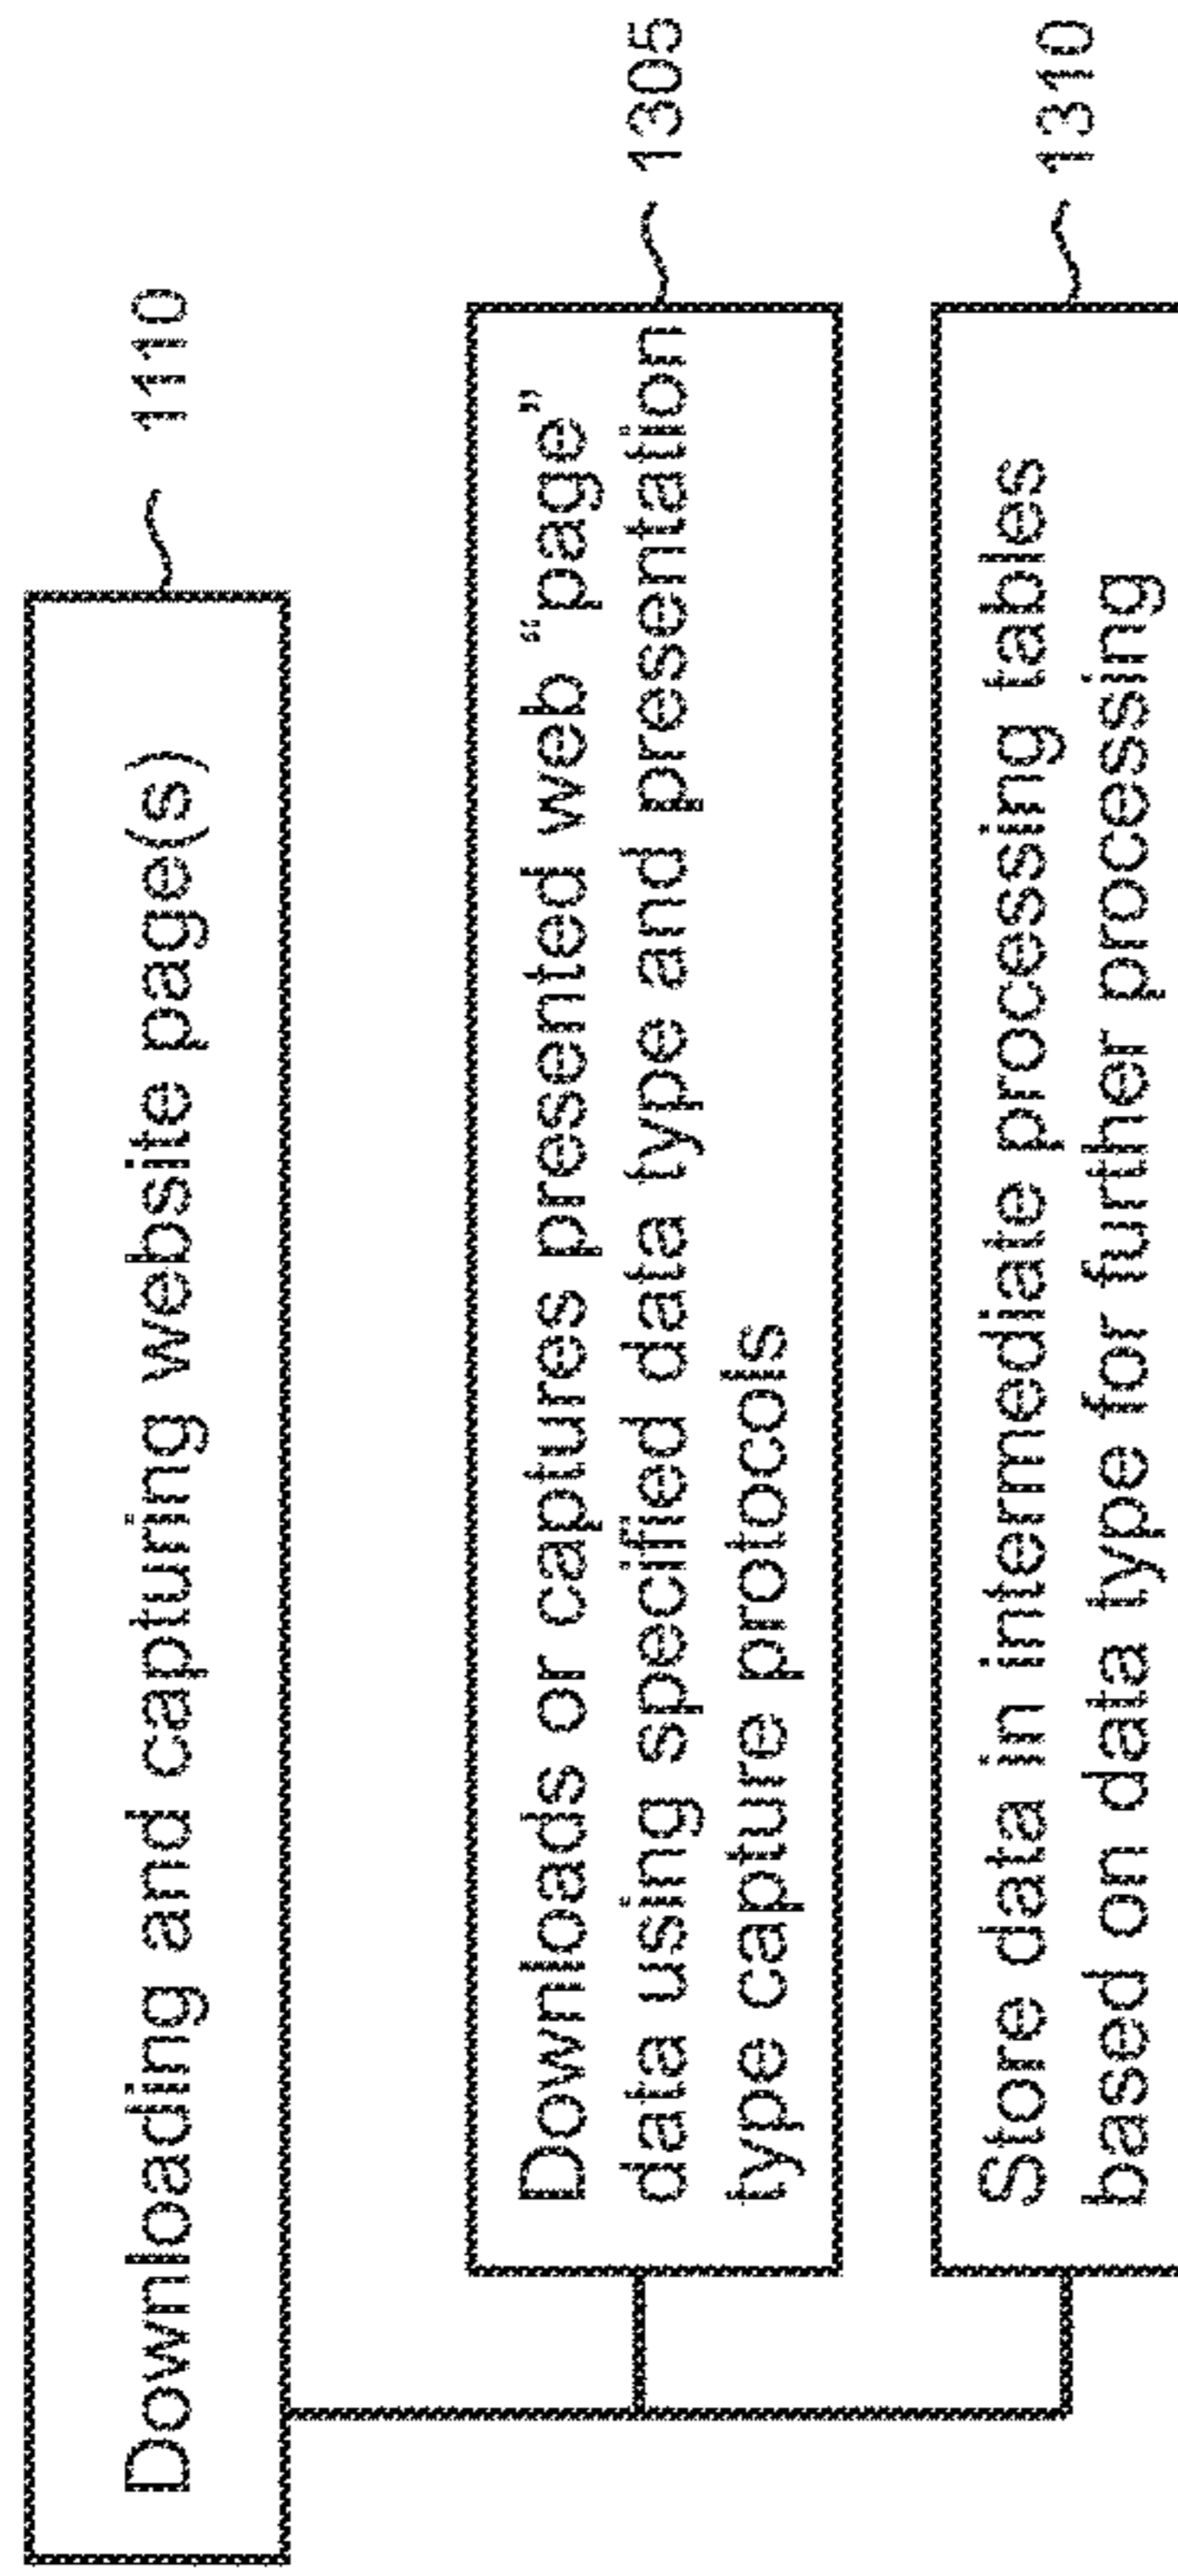 Downloading and capturing website page(s)
1110
Downloads or captures presented web "page"
data using specified data type and presentation
type capture protocols
1305
Store data in intermediate processing tables
based on data type for further processing
1310